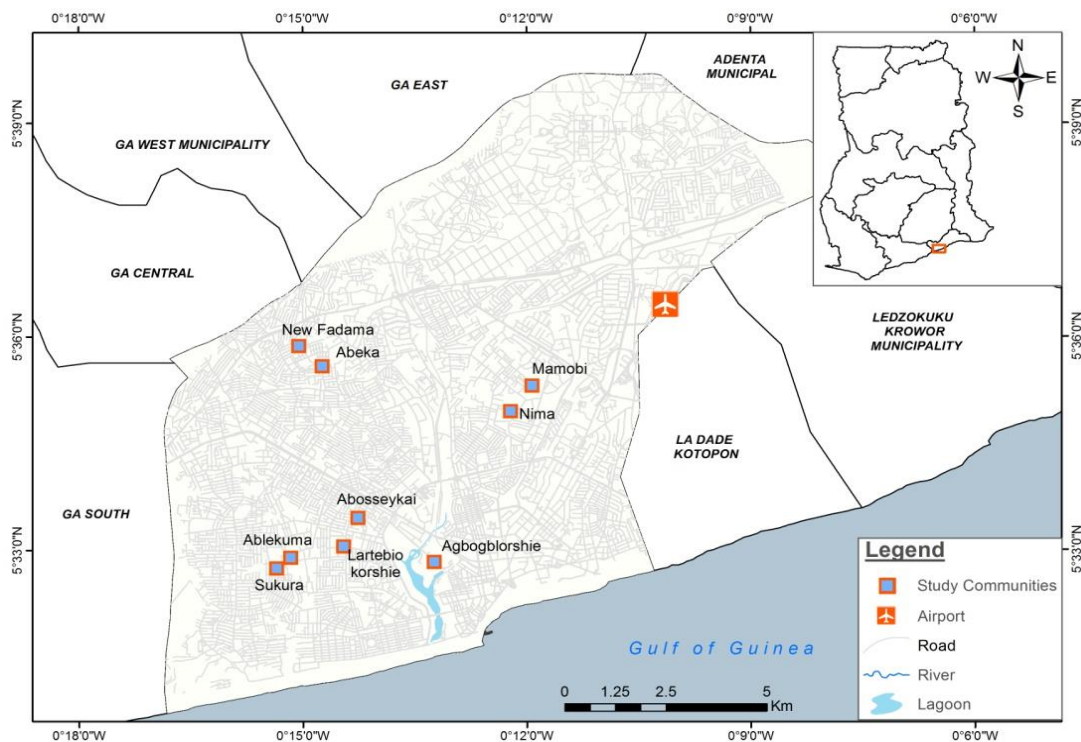 0°18'0"W
0°15'0"W
0°12'0"W
0°9'0"W
0°6'0"W
5°39'0"N
5°39'0"N
GA EAST
ADENTA
MUNICIPAL
GA WEST MUNICIPALITY
GA CENTRAL
N
W
E
S
5°36'0"N
5°36'0"N
New Fadama
Abeka
Mamobi
Nima
LEDZOKUKU
KROWOR
MUNICIPALITY
LA DADE
KOTOPON
GA SOUTH
Abosseykai
Ablekuma
Sukura
Lartebio
korshie
Agbogblorshie
5°33'0"N
5°33'0"N
Gulf of Guinea
0 1.25 2.5 5
Km
Legend
Study Communities
Airport
Road
River
Lagoon
0°18'0"W
0°15'0"W
0°12'0"W
0°9'0"W
0°6'0"W